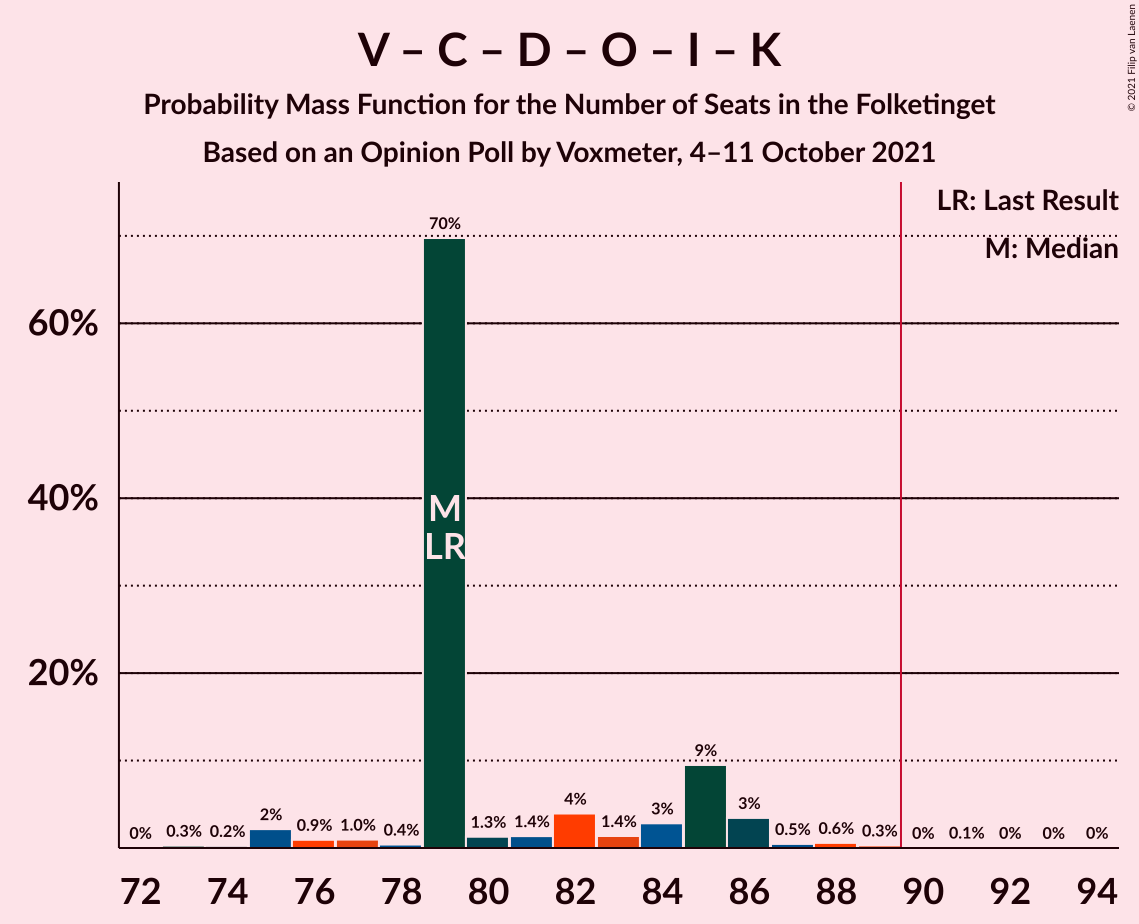 V – C – D – O – I – K
Probability Mass Function for the Number of Seats in the Folketinget
Based on an Opinion Poll by Voxmeter, 4–11 October 2021
© 2021 Filip van Laenen
LR: Last Result
M: Median
60%
40%
20%
0%
0.3%
0.2%
2%
0.9%
1.0%
0.4%
70%
1.3%
1.4%
4%
1.4%
3%
9%
3%
0.5%
0.6%
0.3%
0%
0.1%
0%
0%
0%
M
LR
72 74 76 78 80 82 84 86 88 90 92 94